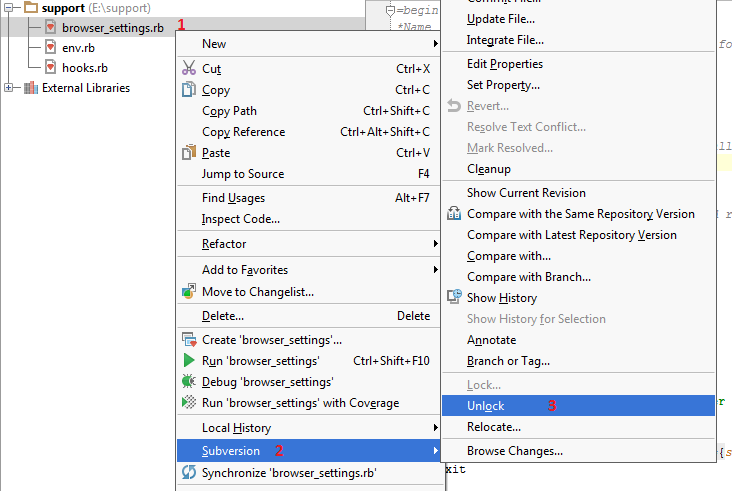 support (E:\support)
browser_settings.rb 1
env.rb
hooks.rb
External Libraries
=begin
*Name
New
Cut Ctrl+X
Copy Ctrl+C
Copy Path Ctrl+Shift+C
Copy Reference Ctrl+Alt+Shift+C
Paste Ctrl+V
Jump to Source F4
Find Usages Alt+F7
Inspect Code...
Refactor
Add to Favorites
Move to Changelist...
Delete... Delete
Create 'browser_settings'...
Run 'browser_settings' Ctrl+Shift+F10
Debug 'browser_settings'
Run 'browser_settings' with Coverage
Local History
Subversion 2
Synchronize 'browser_settings.rb'
Commit File...
Update File...
Integrate File...
Edit Properties
Set Property...
Revert...
Resolve Text Conflict...
Mark Resolved...
Cleanup
Show Current Revision
Compare with the Same Repository Version
Compare with Latest Repository Version
Compare with...
Compare with Branch...
Show History
Show History for Selection
Annotate
Branch or Tag...
Lock...
Unlock 3
Relocate...
Browse Changes...
fo
ll
r
r
{s
xit